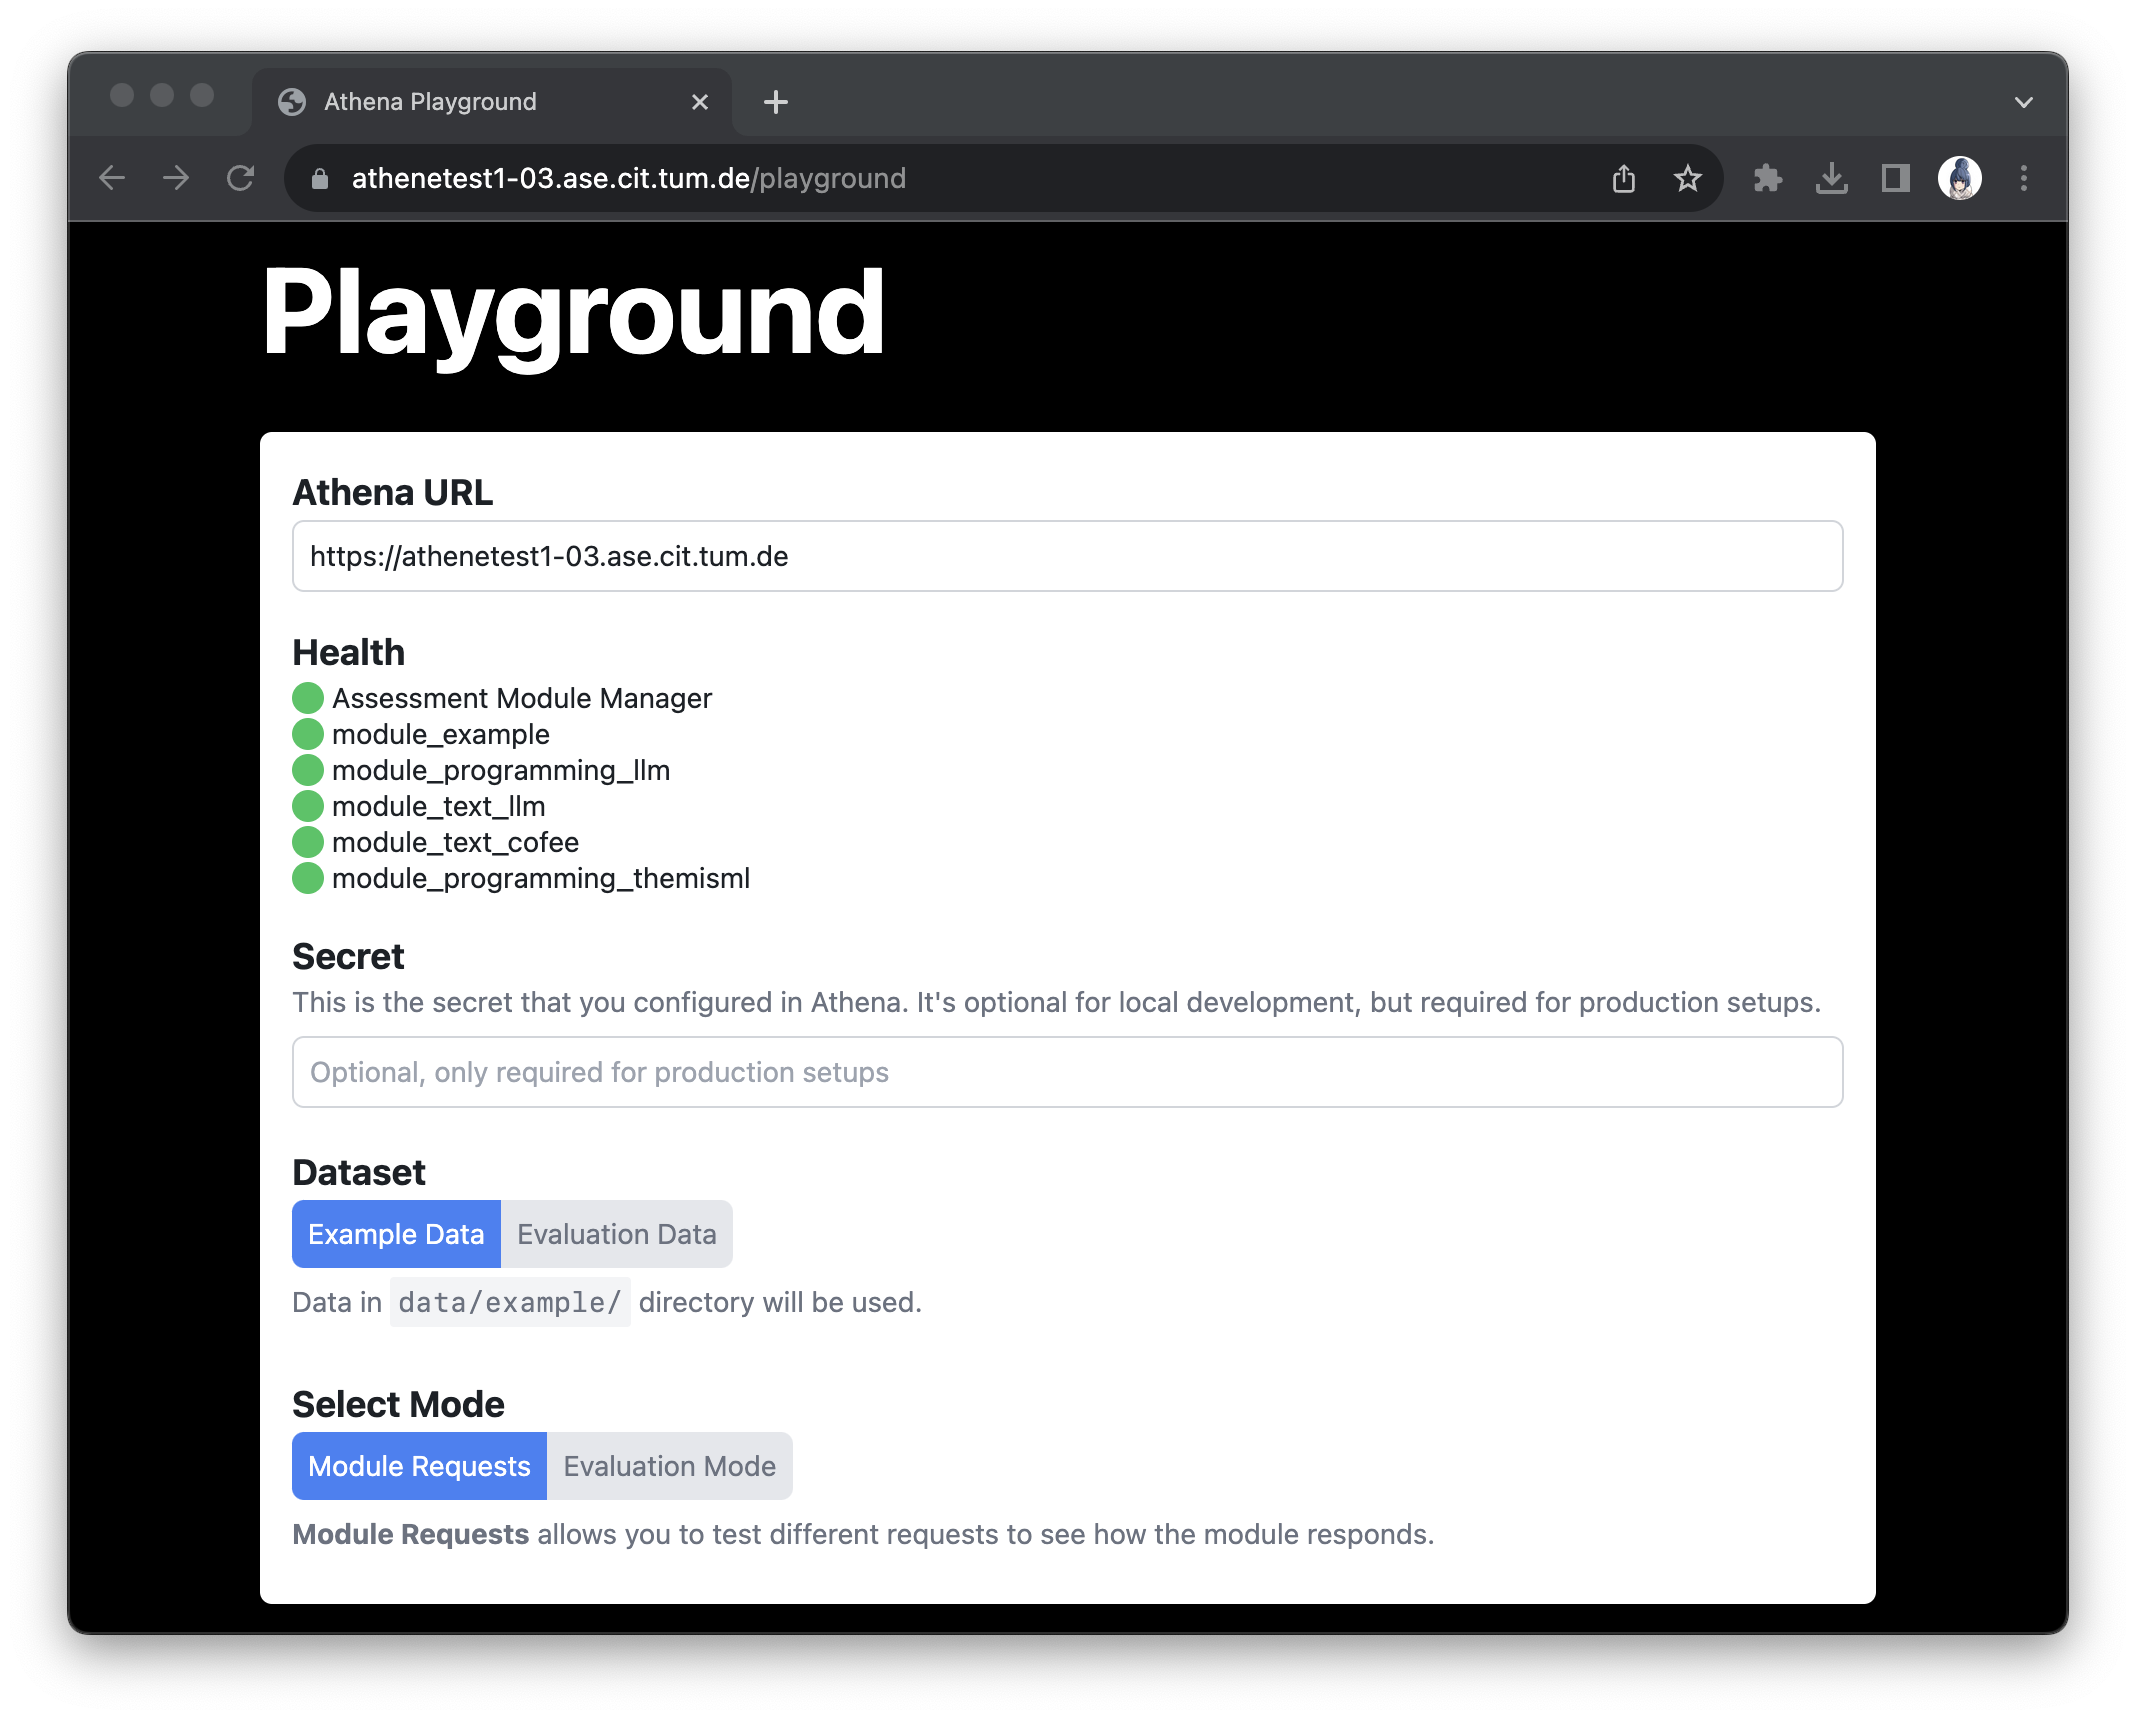 Athena Playground
athenetest1-03.ase.cit.tum.de/playground
Playground
Athena URL
https://athenetest1-03.ase.cit.tum.de
Health
Assessment Module Manager
module_example
module_programming_llm
module_text_llm
module_text_cofee
module_programming_themisml
Secret
This is the secret that you configured in Athena. It's optional for local development, but required for production setups.
Optional, only required for production setups
Dataset
Example Data Evaluation Data
Data in data/example/ directory will be used.
Select Mode
Module Requests Evaluation Mode
Module Requests allows you to test different requests to see how the module responds.